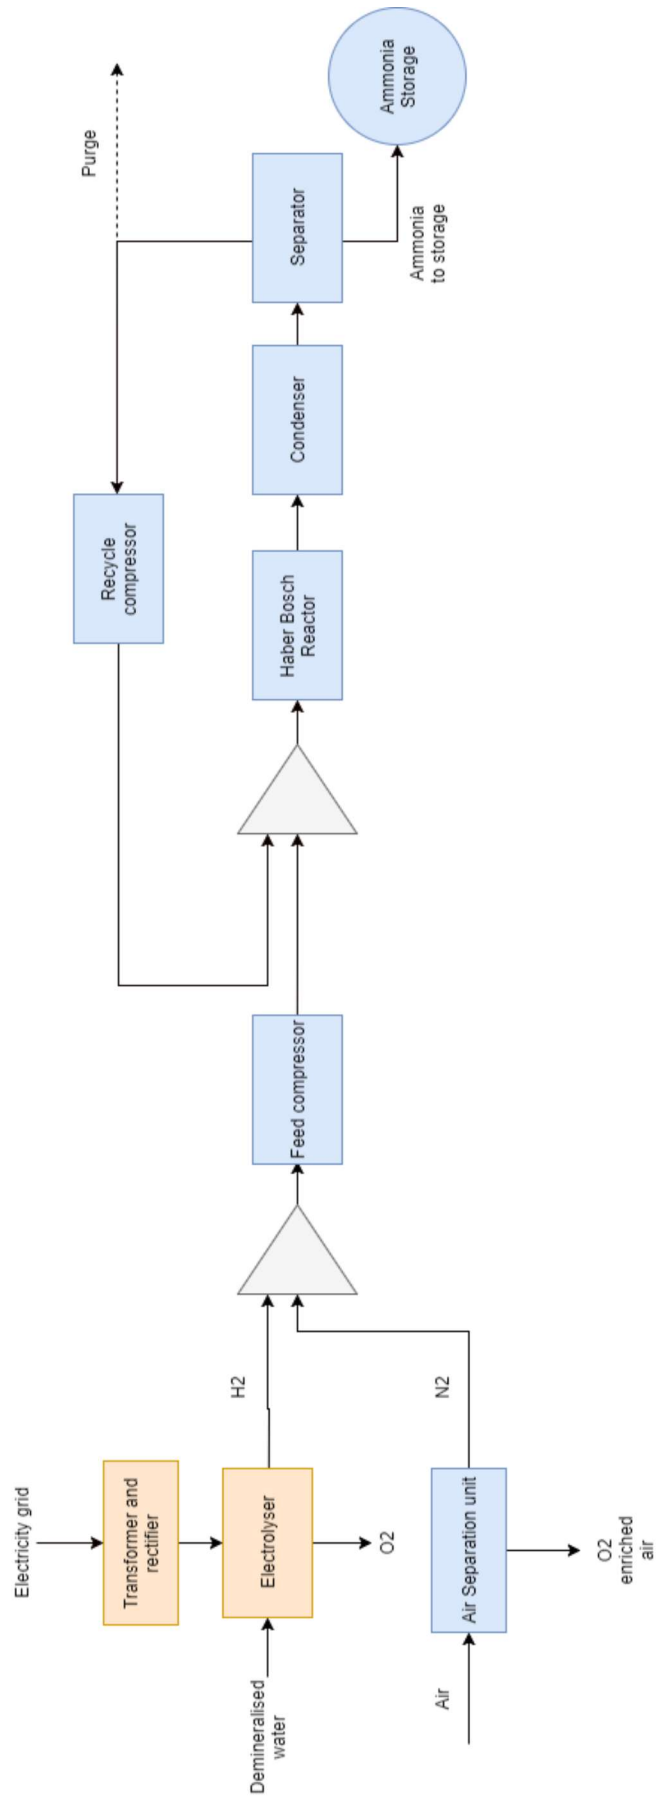 Electricity grid
Transformer and
rectifier
Demineralised
water
Electrolyser
O2
H2
Air
Air Separation unit
O2
enriched
air
N2
Feed compressor
Recycle
compressor
Haber Bosch
Reactor
Condenser
Separator
Purge
Ammonia
to storage
Ammonia
Storage